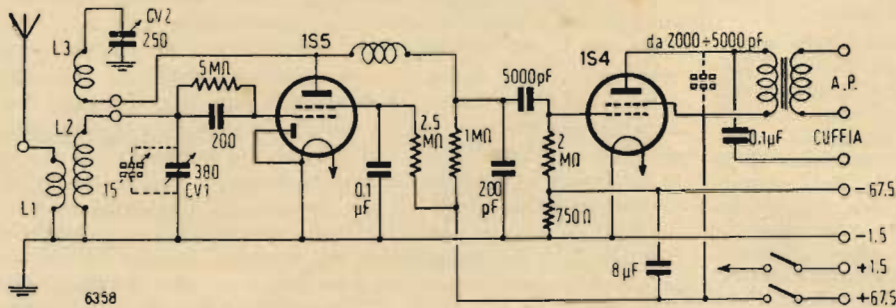 CV2
250
L3
1S5
5MΩ
200
L2
15
380
CV1
L1
0.1
µF
2.5
MΩ
1MΩ
200
pF
5000pF
1S4
da 2000÷5000pF
2
MΩ
750Ω
8µF
0.1µF
A.P.
CUFFIA
-67.5
-1.5
+1.5
+67.5
6358